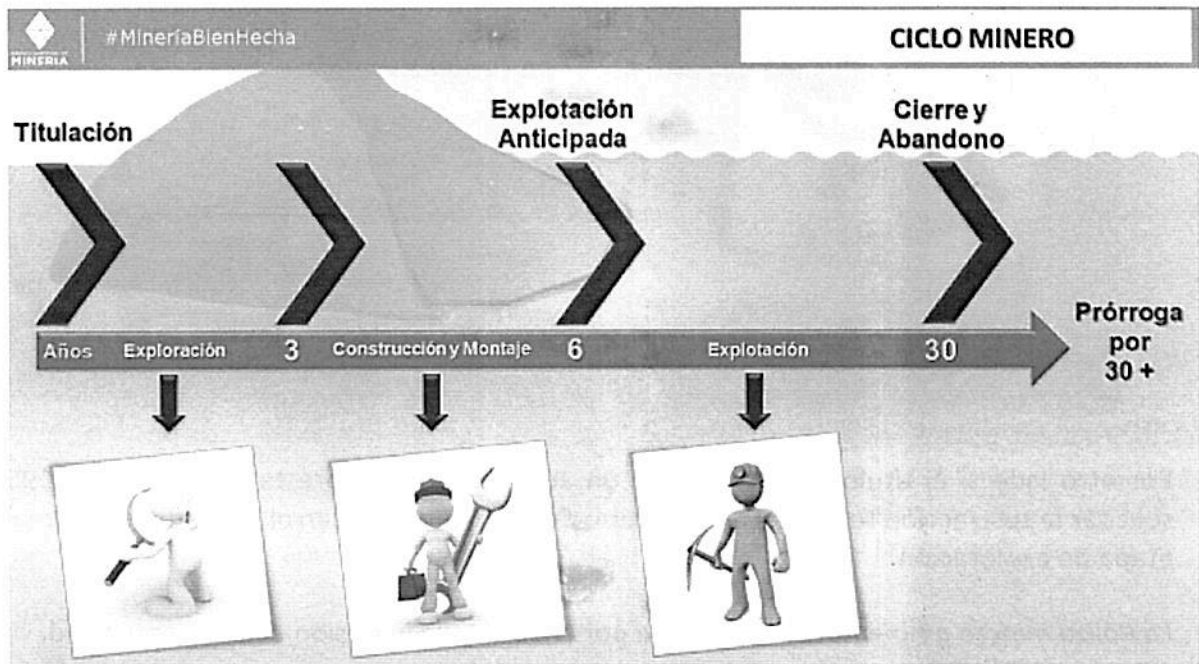 MINERÍA
#MineríaBienHecha
CICLO MINERO
Titulación
Explotación
Anticipada
Cierre y
Abandono
Años
Exploración
3
Construcción y Montaje
6
Explotación
30
Prórroga
por
30 +